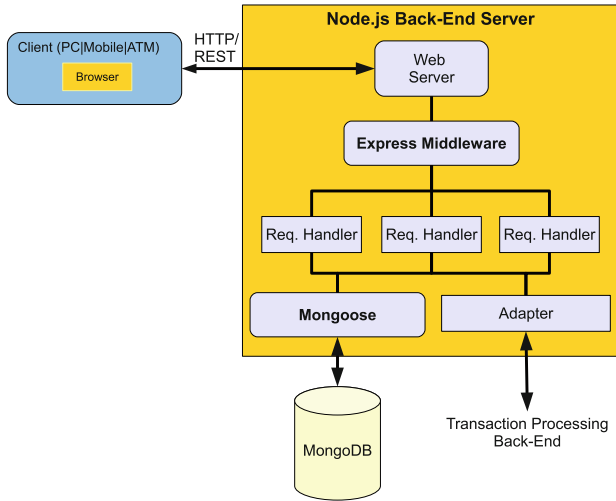 Node.js Back-End Server
Client (PC|Mobile|ATM)
Browser
HTTP/
REST
Web
Server
Express Middleware
Req. Handler
Req. Handler
Req. Handler
Mongoose
Adapter
MongoDB
Transaction Processing
Back-End